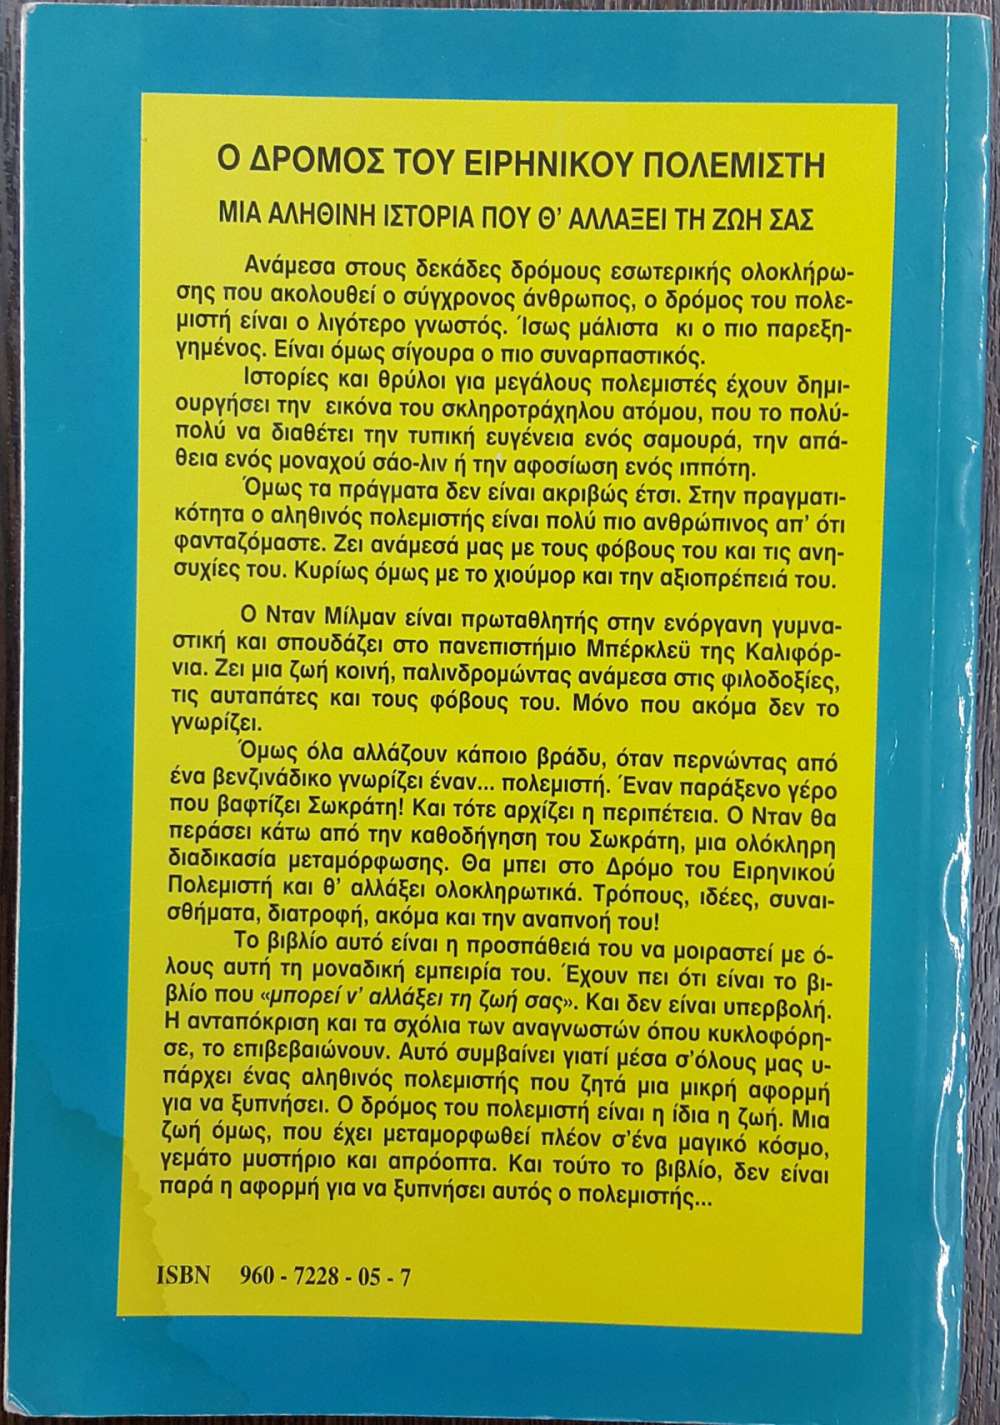 Ο ΔΡΟΜΟΣ ΤΟΥ ΕΙΡΗΝΙΚΟΥ ΠΟΛΕΜΙΣΤΗ
ΜΙΑ ΑΛΗΘΙΝΗ ΙΣΤΟΡΙΑ ΠΟΥ Θ' ΑΛΛΑΞΕΙ ΤΗ ΖΩΗ ΣΑΣ
Ανάμεσα στους δεκάδες δρόμους εσωτερικής ολοκλήρω-
σης που ακολουθεί ο σύγχρονος άνθρωπος, ο δρόμος του πολε-
μιστή είναι ο λιγότερο γνωστός. Ίσως μάλιστα κι ο πιο παρεξη-
γημένος. Είναι όμως σίγουρα ο πιο συναρπαστικός.
Ιστορίες και θρύλοι για μεγάλους πολεμιστές έχουν δημι-
ουργήσει την εικόνα του σκληροτράχηλου ατόμου, που το πολύ-
πολύ να διαθέτει την τυπική ευγένεια ενός σαμουρά, την απά-
θεια ενός μοναχού σάο-λιν ή την αφοσίωση ενός ιππότη.
Όμως τα πράγματα δεν είναι ακριβώς έτσι. Στην πραγματι-
κότητα ο αληθινός πολεμιστής είναι πολύ πιο ανθρώπινος απ' ότι
φανταζόμαστε. Ζει ανάμεσά μας με τους φόβους του και τις ανη-
συχίες του. Κυρίως όμως με το χιούμορ και την αξιοπρέπειά του.
Ο Νταν Μίλμαν είναι πρωταθλητής στην ενόργανη γυμνα-
στική και σπουδάζει στο πανεπιστήμιο Μπέρκλεϋ της Καλιφόρ-
νια. Ζει μια ζωή κοινή, παλινδρομώντας ανάμεσα στις φιλοδοξίες,
τις αυταπάτες και τους φόβους του. Μόνο που ακόμα δεν το
γνωρίζει.
Όμως όλα αλλάζουν κάποιο βράδυ, όταν περνώντας από
ένα βενζινάδικο γνωρίζει έναν... πολεμιστή. Έναν παράξενο γέρο
που βαφτίζει Σωκράτη! Και τότε αρχίζει η περιπέτεια. Ο Νταν θα
περάσει κάτω από την καθοδήγηση του Σωκράτη, μια ολόκληρη
διαδικασία μεταμόρφωσης. Θα μπει στο Δρόμο του Ειρηνικού
Πολεμιστή και θ' αλλάξει ολοκληρωτικά. Τρόπους, ιδέες, συναι-
σθήματα, διατροφή, ακόμα και την αναπνοή του!
Το βιβλίο αυτό είναι η προσπάθειά του να μοιραστεί με ό-
λους αυτή τη μοναδική εμπειρία του. Έχουν πει ότι είναι το βι-
βλίο που «μπορεί ν' αλλάξει τη ζωή σας». Και δεν είναι υπερβολή.
Η ανταπόκριση και τα σχόλια των αναγνωστών όπου κυκλοφόρη-
σε, το επιβεβαιώνουν. Αυτό συμβαίνει γιατί μέσα σ'όλους μας υ-
πάρχει ένας αληθινός πολεμιστής που ζητά μια μικρή αφορμή
για να ξυπνήσει. Ο δρόμος του πολεμιστή είναι η ίδια η ζωή. Μια
ζωή όμως, που έχει μεταμορφωθεί πλέον σ'ένα μαγικό κόσμο,
γεμάτο μυστήριο και απρόοπτα. Και τούτο το βιβλίο, δεν είναι
παρά η αφορμή για να ξυπνήσει αυτός ο πολεμιστής...
ISBN 960 - 7228 - 05 - 7